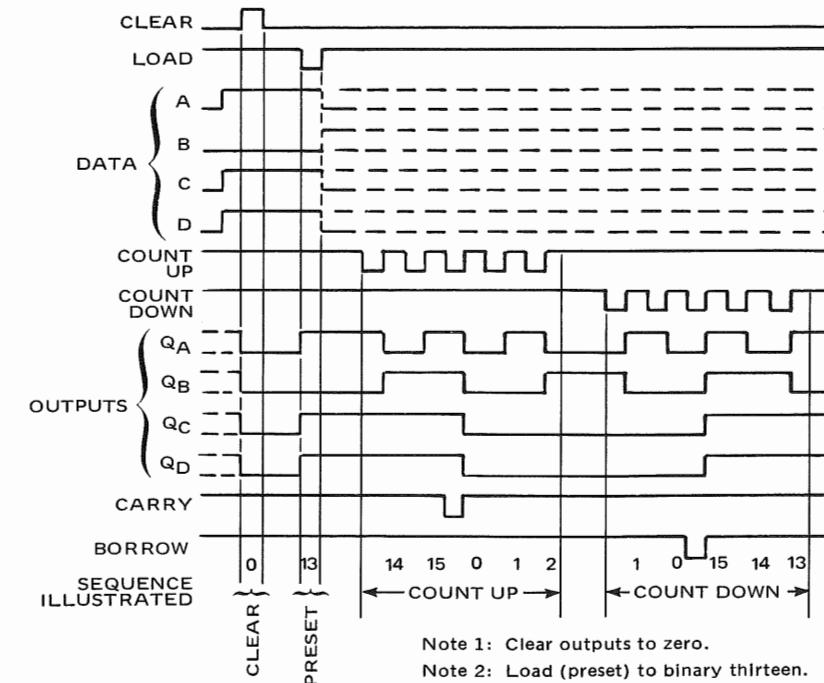 CLEAR
LOAD
A
B
DATA
C
D
COUNT
UP
COUNT
DOWN
QA
QB
OUTPUTS
QC
QD
CARRY
BORROW
0 13 14 15 0 1 2 1 0 15 14 13
SEQUENCE
ILLUSTRATED
COUNT UP COUNT DOWN
CLEAR
PRESET
Note 1: Clear outputs to zero.
Note 2: Load (preset) to binary thirteen.